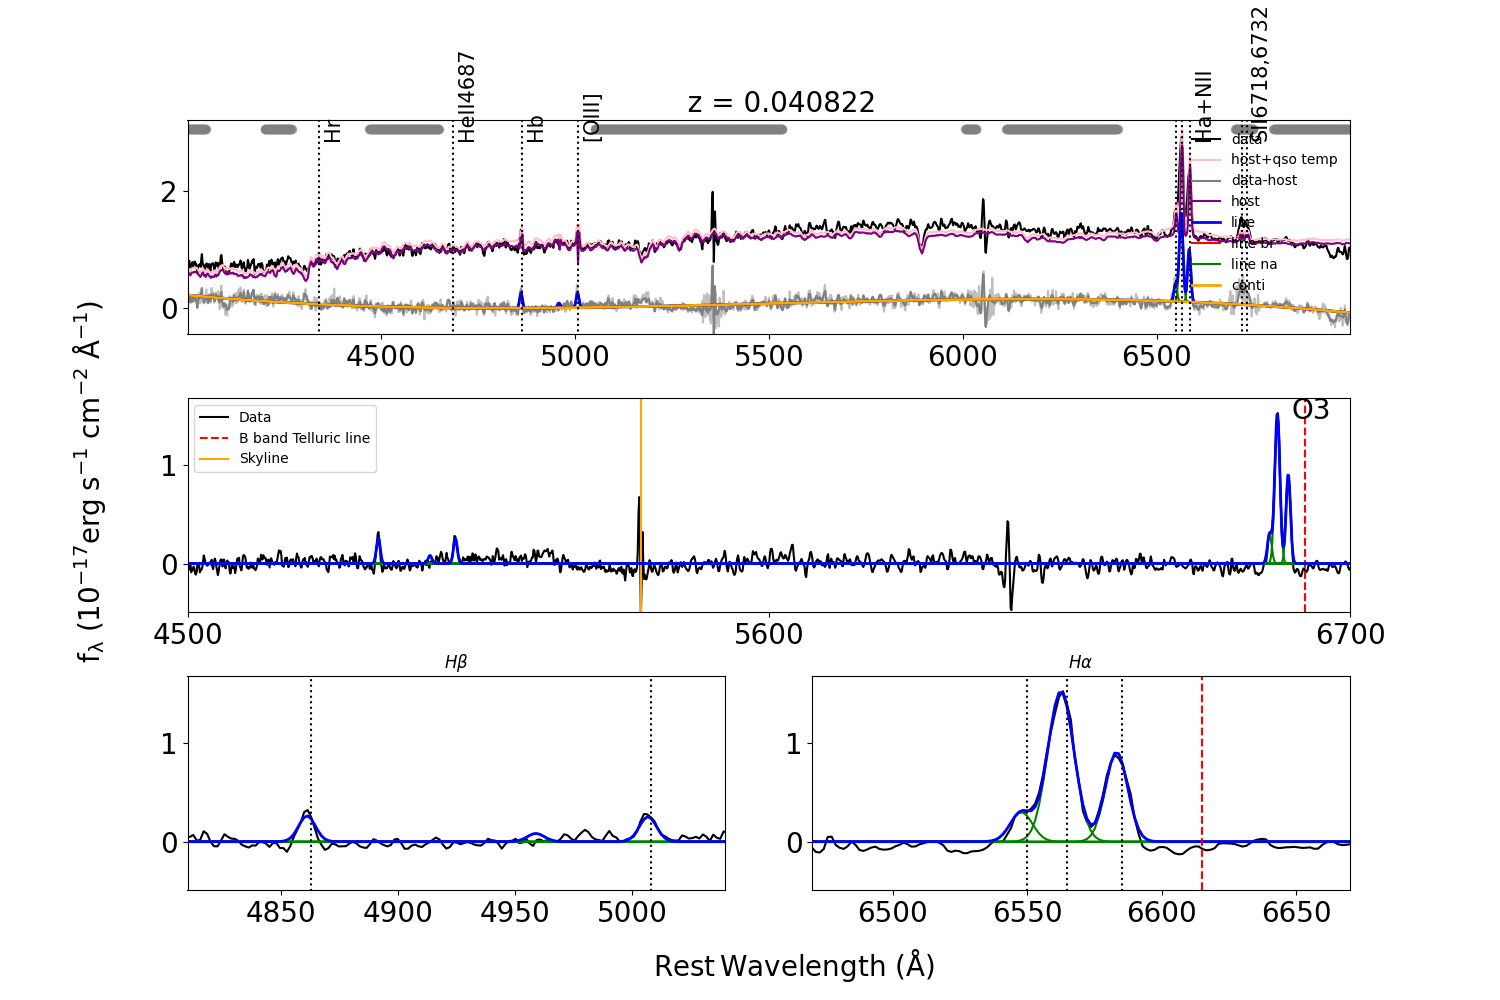 z = 0.040822
Hr
HeII4687
Hb
[OIII]
Ha+NII
SII6718,6732
data
host+qso temp
data-host
host
line
line br
line na
conti
2
0
4500 5000 5500 6000 6500
Data
B band Telluric line
Skyline
O3
1
0
4500 5600 6700
fλ (10−17erg s−1 cm−2 Å−1)
Hβ
1
0
4850 4900 4950 5000
Hα
1
0
6500 6550 6600 6650
Rest Wavelength (Å)